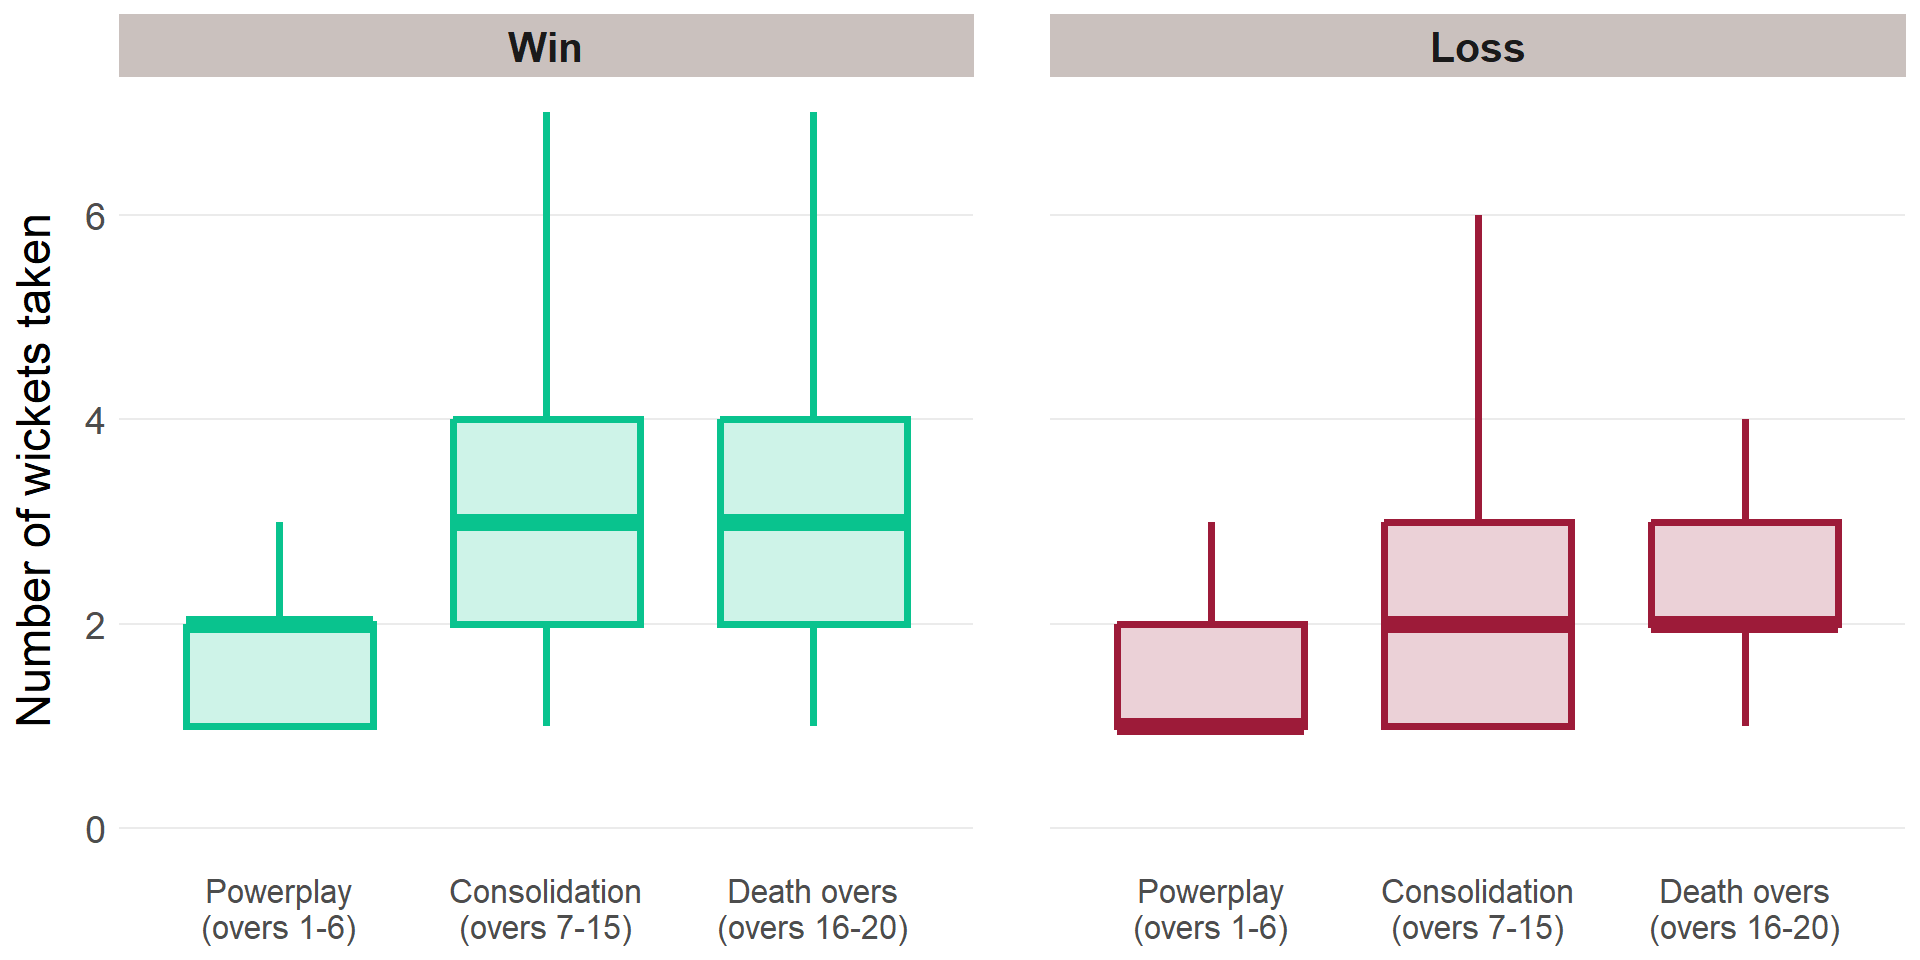 Win
Loss
Number of wickets taken
6
4
2
0
Powerplay
(overs 1-6)
Consolidation
(overs 7-15)
Death overs
(overs 16-20)
Powerplay
(overs 1-6)
Consolidation
(overs 7-15)
Death overs
(overs 16-20)